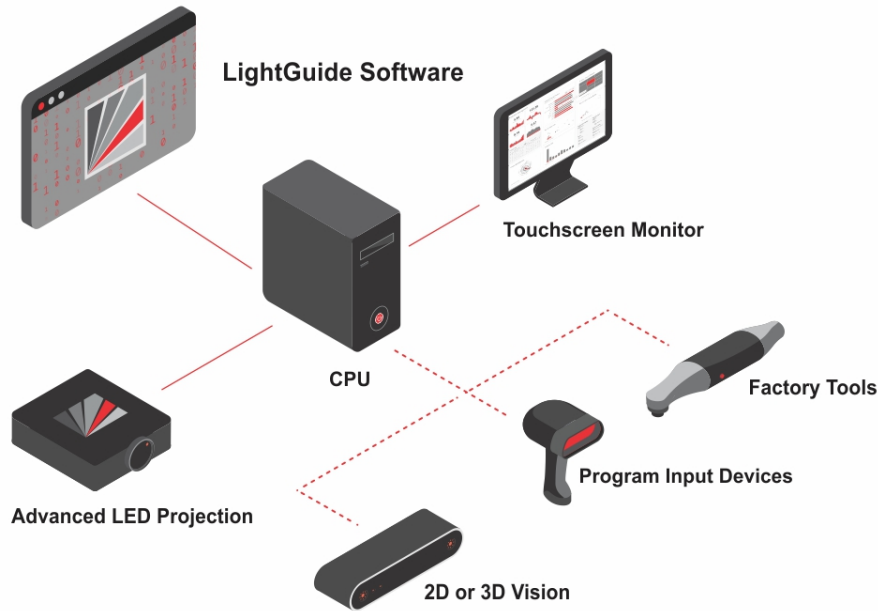 LightGuide Software
Touchscreen Monitor
CPU
Factory Tools
Program Input Devices
Advanced LED Projection
2D or 3D Vision